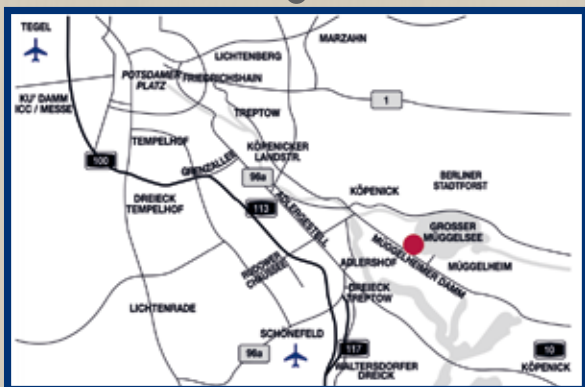 TEGEL
MARZAHN
LICHTENBERG
POTSDAMER
PLATZ
FRIEDRICHSHAIN
KU' DAMM
ICC / MESSE
1
TREPTOW
TEMPELHOF
KÖPENICKER
LANDSTR.
100
GRENZALLEE
96a
BERLINER
STADTFORST
KÖPENICK
DREIECK
TEMPELHOF
113
ADLERGESTELL
GROSSER
MÜGGELSEE
MÜGGELHEIMER DAMM
ADLERSHOF
MÜGGELHEIM
RUDOWER
CHAUSSEE
DREIECK
TREPTOW
LICHTENRADE
SCHÖNEFELD
96a
117
WALTERSDORFER
DREICK
10
KÖPENICK